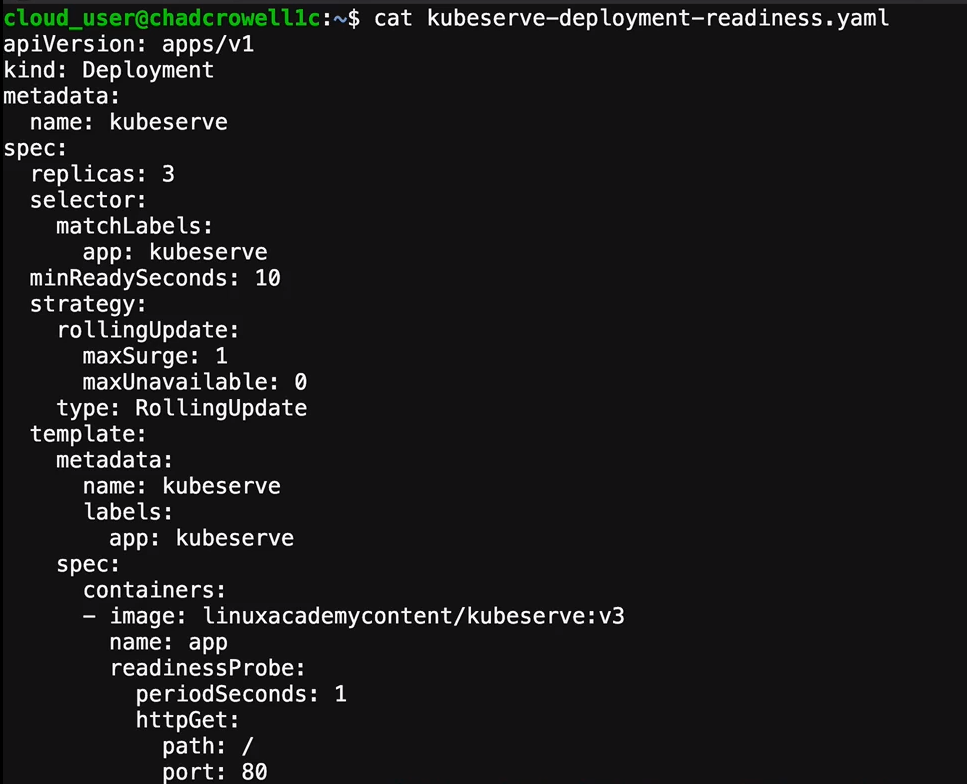 cloud_user@chadcrowell1c:~$ cat kubeserve-deployment-readiness.yaml
apiVersion: apps/v1
kind: Deployment
metadata:
  name: kubeserve
spec:
  replicas: 3
  selector:
    matchLabels:
      app: kubeserve
  minReadySeconds: 10
  strategy:
    rollingUpdate:
      maxSurge: 1
      maxUnavailable: 0
    type: RollingUpdate
  template:
    metadata:
      name: kubeserve
      labels:
        app: kubeserve
    spec:
      containers:
      - image: linuxacademycontent/kubeserve:v3
        name: app
        readinessProbe:
          periodSeconds: 1
          httpGet:
            path: /
            port: 80